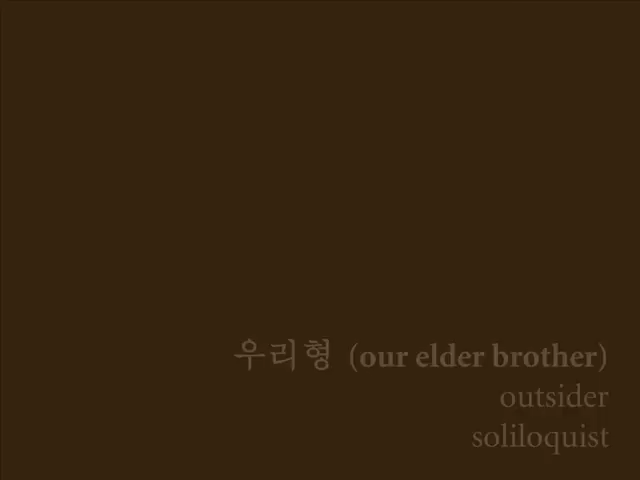 우리형 (our elder brother)
outsider
soliloquist